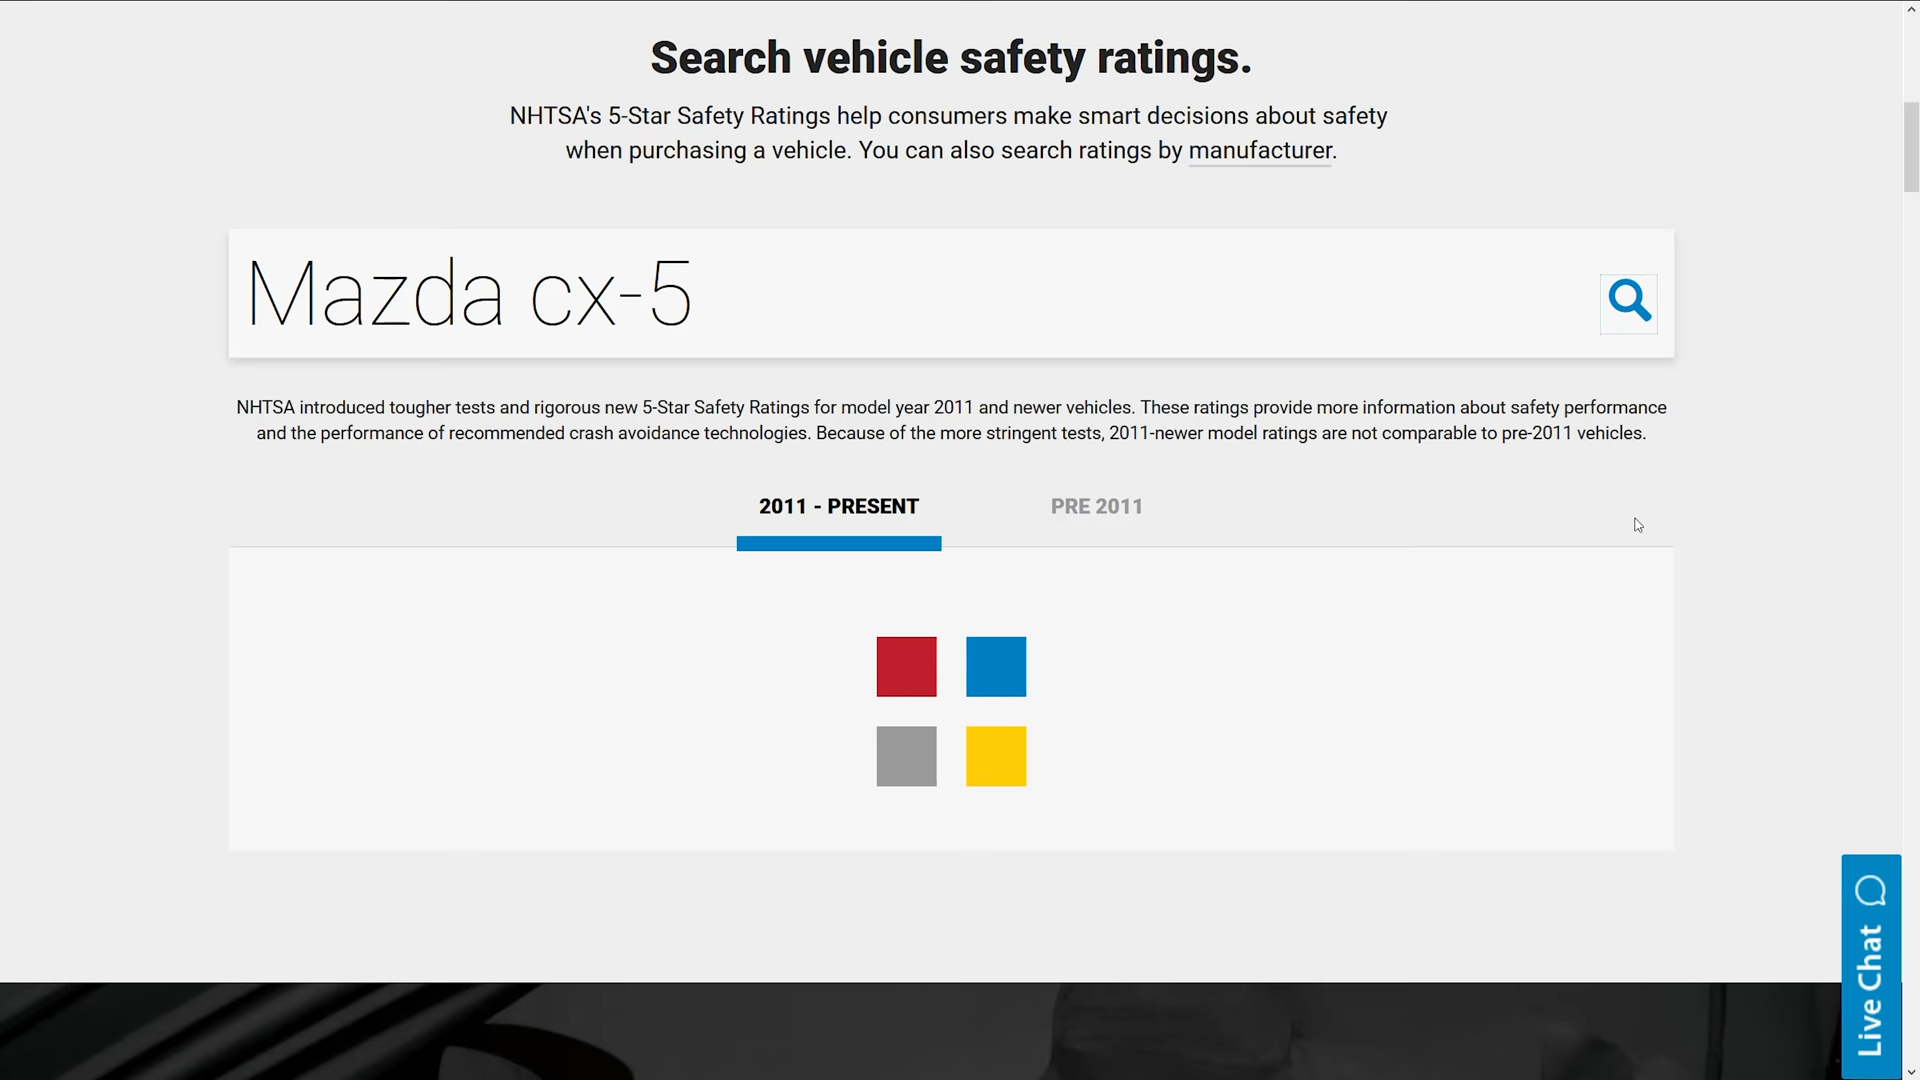 Search vehicle safety ratings.
NHTSA's 5-Star Safety Ratings help consumers make smart decisions about safety
when purchasing a vehicle. You can also search ratings by manufacturer.
Mazda cx-5
NHTSA introduced tougher tests and rigorous new 5-Star Safety Ratings for model year 2011 and newer vehicles. These ratings provide more information about safety performance
and the performance of recommended crash avoidance technologies. Because of the more stringent tests, 2011-newer model ratings are not comparable to pre-2011 vehicles.
2011 - PRESENT
PRE 2011
Live Chat